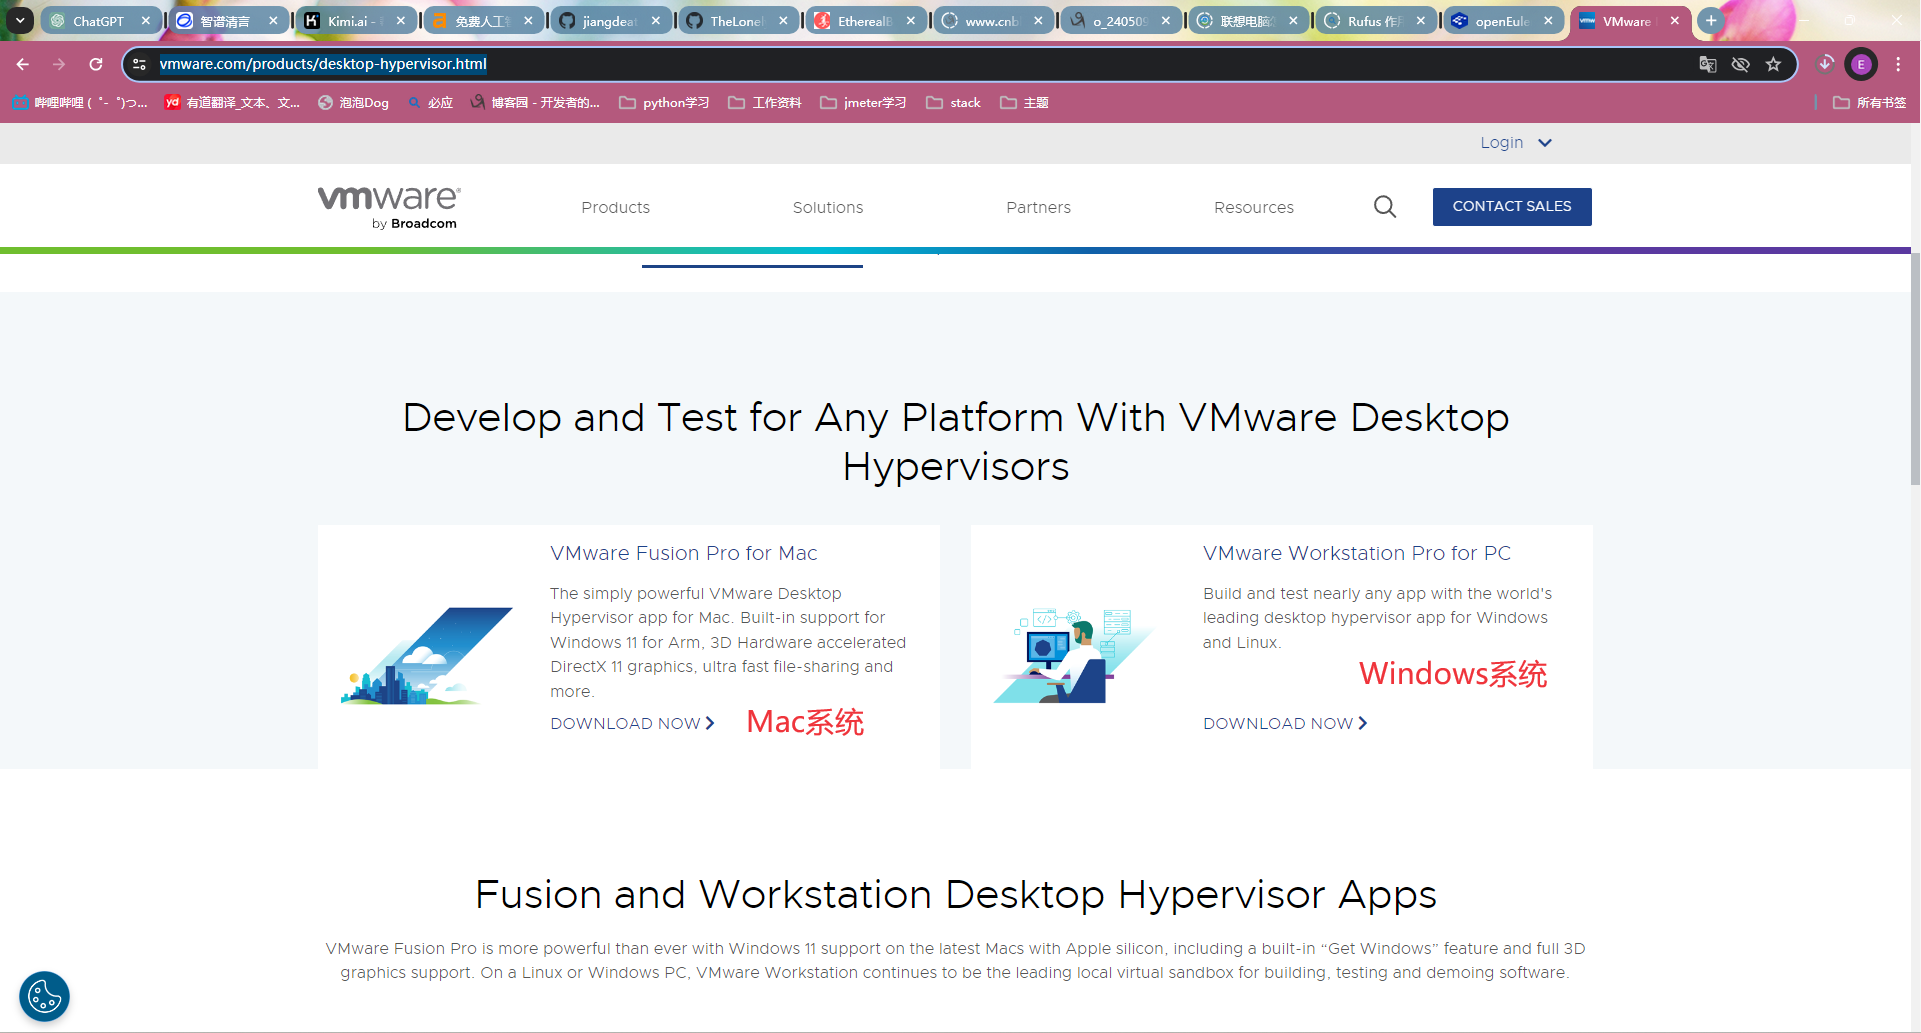 ChatGPT
智谱清言
Kimi.ai -
免费人工
jiangdeat
TheLone
EtherealB
www.cnb
o_240509
联想电脑
Rufus 作
openEule
VMware
vmware.com/products/desktop-hypervisor.html
E
哔哩哔哩 ( ゜- ゜)つ...
yd 有道翻译_文本、文...
泡泡Dog
必应
博客园 - 开发者的...
python学习
工作资料
jmeter学习
stack
主题
所有书签
Login
vmware®
by Broadcom
Products
Solutions
Partners
Resources
CONTACT SALES
Develop and Test for Any Platform With VMware Desktop
Hypervisors
VMware Fusion Pro for Mac
The simply powerful VMware Desktop
Hypervisor app for Mac. Built-in support for
Windows 11 for Arm, 3D Hardware accelerated
DirectX 11 graphics, ultra fast file-sharing and
more.
DOWNLOAD NOW
Mac系统
VMware Workstation Pro for PC
Build and test nearly any app with the world's
leading desktop hypervisor app for Windows
and Linux.
Windows系统
DOWNLOAD NOW
Fusion and Workstation Desktop Hypervisor Apps
VMware Fusion Pro is more powerful than ever with Windows 11 support on the latest Macs with Apple silicon, including a built-in “Get Windows” feature and full 3D
graphics support. On a Linux or Windows PC, VMware Workstation continues to be the leading local virtual sandbox for building, testing and demoing software.